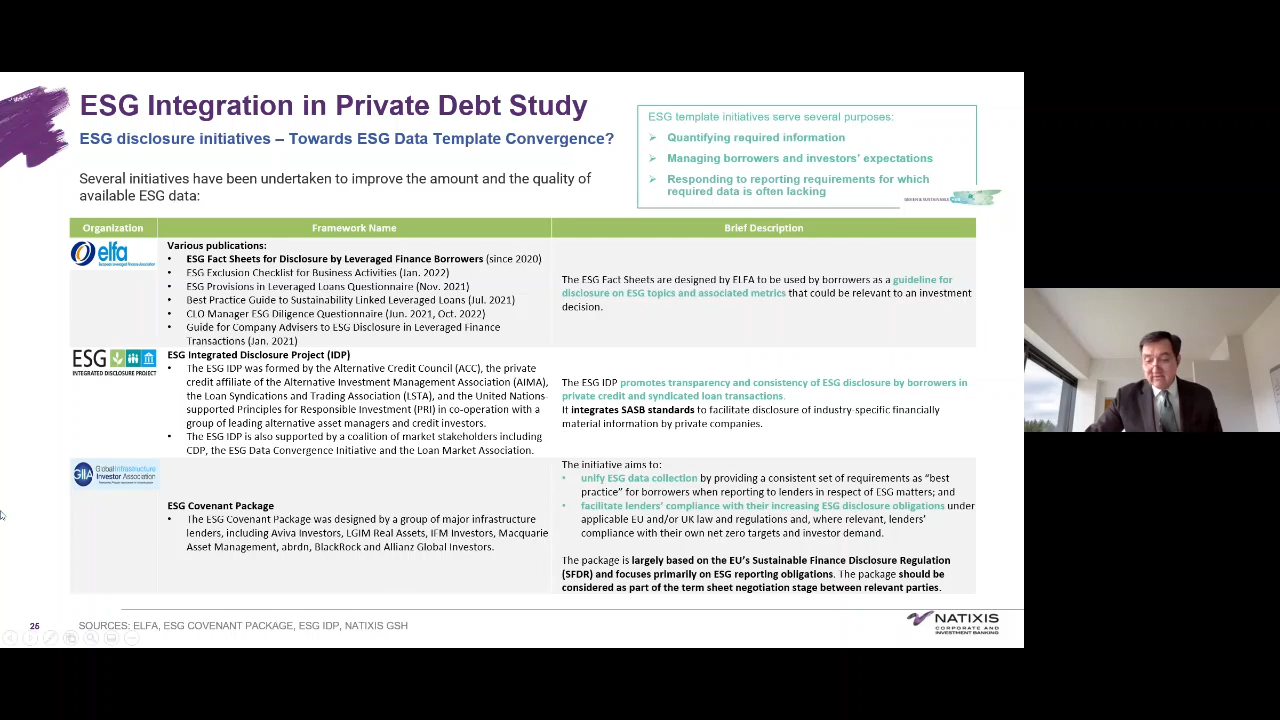 ESG Integration in Private Debt Study
ESG disclosure initiatives – Towards ESG Data Template Convergence?
Several initiatives have been undertaken to improve the amount and the quality of
available ESG data:
ESG template initiatives serve several purposes:
➢ Quantifying required information
➢ Managing borrowers and investors' expectations
➢ Responding to reporting requirements for which
required data is often lacking
GREEN & SUSTAINABLE HUB
Organization
Framework Name
Brief Description
elfa
European Leveraged Finance Association
Various publications:
• ESG Fact Sheets for Disclosure by Leveraged Finance Borrowers (since 2020)
• ESG Exclusion Checklist for Business Activities (Jan. 2022)
• ESG Provisions in Leveraged Loans Questionnaire (Nov. 2021)
• Best Practice Guide to Sustainability Linked Leveraged Loans (Jul. 2021)
• CLO Manager ESG Diligence Questionnaire (Jun. 2021, Oct. 2022)
• Guide for Company Advisers to ESG Disclosure in Leveraged Finance
Transactions (Jan. 2021)
The ESG Fact Sheets are designed by ELFA to be used by borrowers as a guideline for
disclosure on ESG topics and associated metrics that could be relevant to an investment
decision.
ESG
INTEGRATED DISCLOSURE PROJECT
ESG Integrated Disclosure Project (IDP)
• The ESG IDP was formed by the Alternative Credit Council (ACC), the private
credit affiliate of the Alternative Investment Management Association (AIMA),
the Loan Syndications and Trading Association (LSTA), and the United Nations-
supported Principles for Responsible Investment (PRI) in co-operation with a
group of leading alternative asset managers and credit investors.
• The ESG IDP is also supported by a coalition of market stakeholders including
CDP, the ESG Data Convergence Initiative and the Loan Market Association.
The ESG IDP promotes transparency and consistency of ESG disclosure by borrowers in
private credit and syndicated loan transactions.
It integrates SASB standards to facilitate disclosure of industry-specific financially
material information by private companies.
GIIA Global Infrastructure
Investor Association
ESG Covenant Package
• The ESG Covenant Package was designed by a group of major infrastructure
lenders, including Aviva Investors, LGIM Real Assets, IFM Investors, Macquarie
Asset Management, abrdn, BlackRock and Allianz Global Investors.
The initiative aims to:
• unify ESG data collection by providing a consistent set of requirements as "best
practice" for borrowers when reporting to lenders in respect of ESG matters; and
• facilitate lenders' compliance with their increasing ESG disclosure obligations under
applicable EU and/or UK law and regulations and, where relevant, lenders'
compliance with their own net zero targets and investor demand.
The package is largely based on the EU's Sustainable Finance Disclosure Regulation
(SFDR) and focuses primarily on ESG reporting obligations. The package should be
considered as part of the term sheet negotiation stage between relevant parties.
25
SOURCES: ELFA, ESG COVENANT PACKAGE, ESG IDP, NATIXIS GSH
NATIXIS
CORPORATE AND
INVESTMENT BANKING